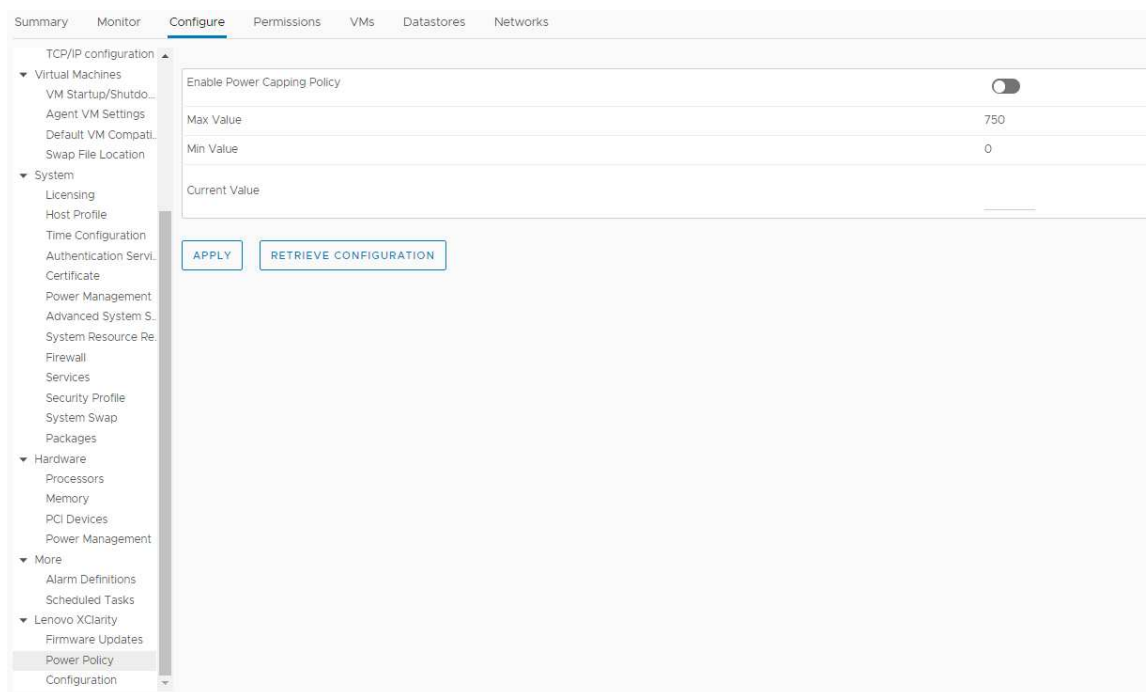 Summary Monitor Configure Permissions VMs Datastores Networks
TCP/IP configuration
Virtual Machines
VM Startup/Shutdo...
Agent VM Settings
Default VM Compati..
Swap File Location
System
Licensing
Host Profile
Time Configuration
Authentication Servi..
Certificate
Power Management
Advanced System S..
System Resource Re.
Firewall
Services
Security Profile
System Swap
Packages
Hardware
Processors
Memory
PCI Devices
Power Management
More
Alarm Definitions
Scheduled Tasks
Lenovo XClarity
Firmware Updates
Power Policy
Configuration
Enable Power Capping Policy
Max Value 750
Min Value 0
Current Value
APPLY RETRIEVE CONFIGURATION